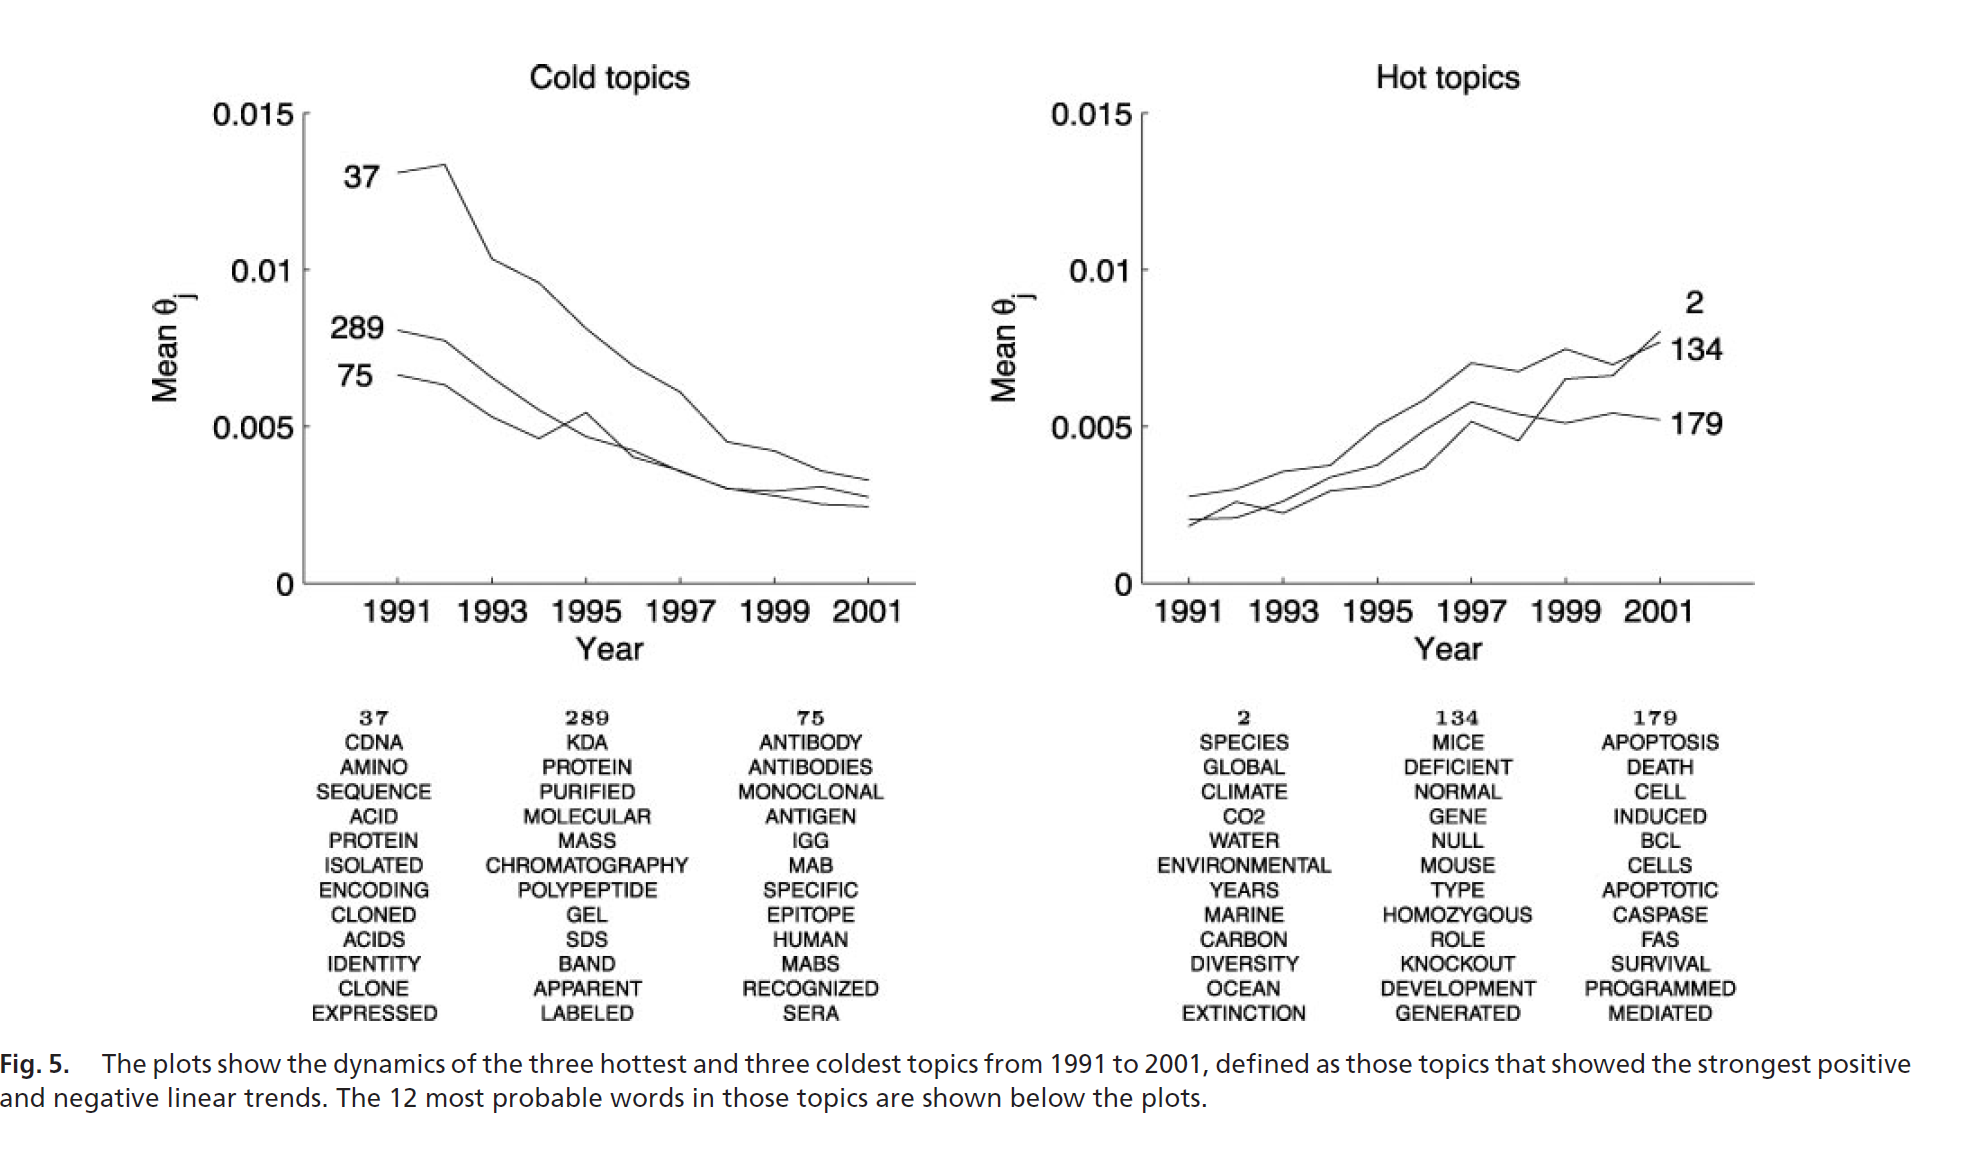 Cold topics
0.015
0.01
0.005
0
Mean θj
37
289
75
1991 1993 1995 1997 1999 2001
Year
Hot topics
0.015
0.01
0.005
0
Mean θj
2
134
179
1991 1993 1995 1997 1999 2001
Year
37 289 75
CDNA KDA ANTIBODY
AMINO PROTEIN ANTIBODIES
SEQUENCE PURIFIED MONOCLONAL
ACID MOLECULAR ANTIGEN
PROTEIN MASS IGG
ISOLATED CHROMATOGRAPHY MAB
ENCODING POLYPEPTIDE SPECIFIC
CLONED GEL EPITOPE
ACIDS SDS HUMAN
IDENTITY BAND MABS
CLONE APPARENT RECOGNIZED
EXPRESSED LABELED SERA
2 134 179
SPECIES MICE APOPTOSIS
GLOBAL DEFICIENT DEATH
CLIMATE NORMAL CELL
CO2 GENE INDUCED
WATER NULL BCL
ENVIRONMENTAL MOUSE CELLS
YEARS TYPE APOPTOTIC
MARINE HOMOZYGOUS CASPASE
CARBON ROLE FAS
DIVERSITY KNOCKOUT SURVIVAL
OCEAN DEVELOPMENT PROGRAMMED
EXTINCTION GENERATED MEDIATED
Fig. 5. The plots show the dynamics of the three hottest and three coldest topics from 1991 to 2001, defined as those topics that showed the strongest positive
and negative linear trends. The 12 most probable words in those topics are shown below the plots.